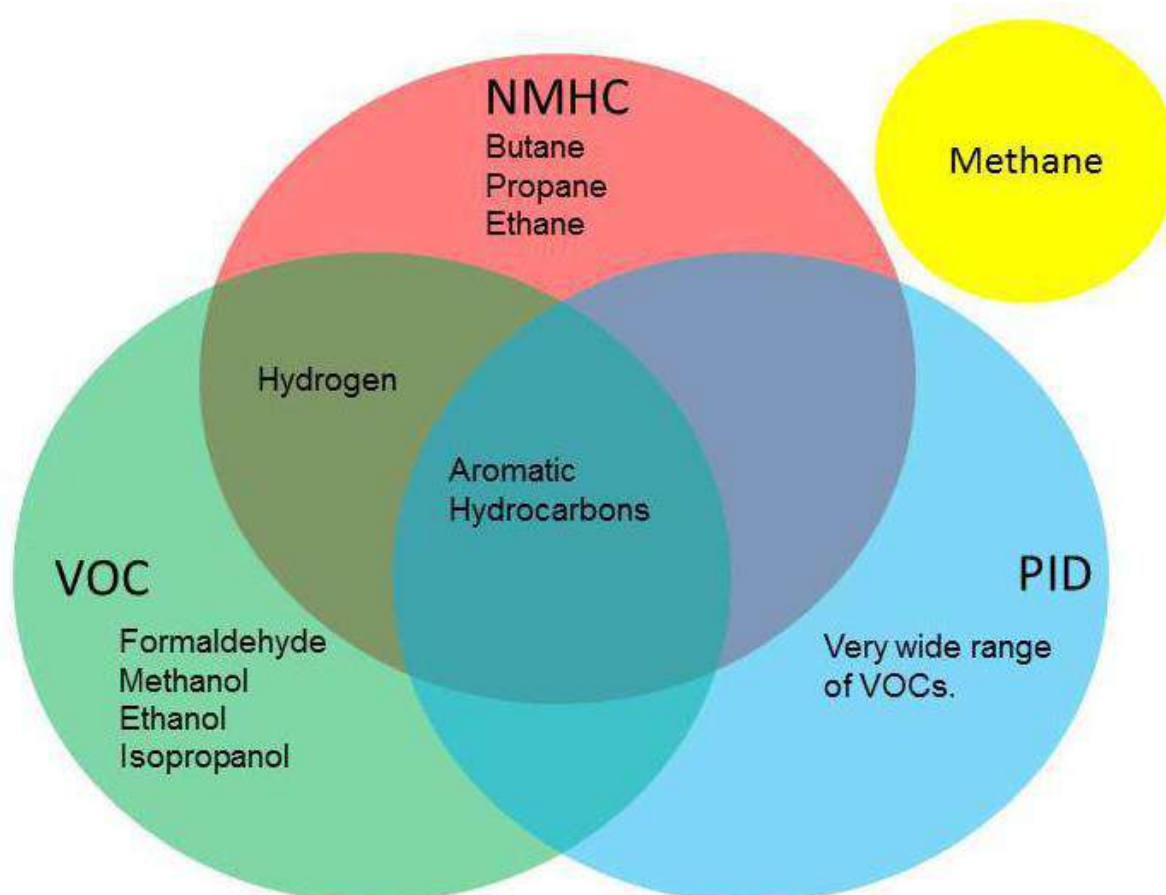 NMHC
Butane
Propane
Ethane
Methane
Hydrogen
Aromatic
Hydrocarbons
VOC
Formaldehyde
Methanol
Ethanol
Isopropanol
PID
Very wide range
of VOCs.